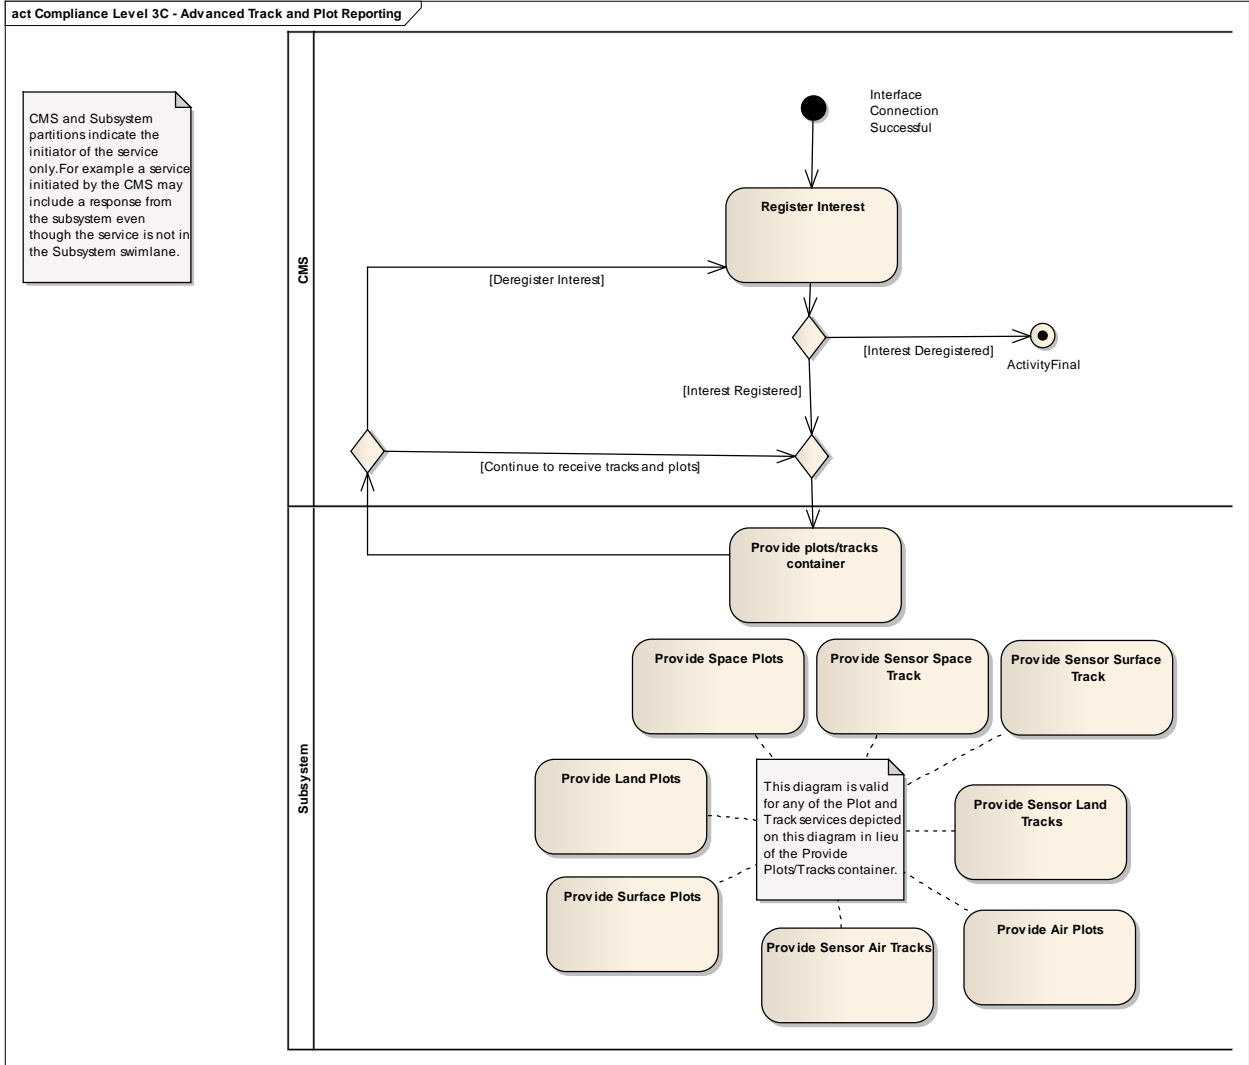 act Compliance Level 3C - Advanced Track and Plot Reporting
CMS and Subsystem
partitions indicate the
initiator of the service
only.For example a service
initiated by the CMS may
include a response from
the subsystem even
though the service is not in
the Subsystem swimlane.
CMS
Interface
Connection
Successful
Register Interest
[Deregister Interest]
[Interest Deregistered]
ActivityFinal
[Interest Registered]
[Continue to receive tracks and plots]
Subsystem
Provide plots/tracks
container
Provide Space Plots
Provide Sensor Space
Track
Provide Sensor Surface
Track
Provide Land Plots
This diagram is valid
for any of the Plot and
Track services depicted
on this diagram in lieu
of the Provide
Plots/Tracks container.
Provide Sensor Land
Tracks
Provide Surface Plots
Provide Sensor Air Tracks
Provide Air Plots